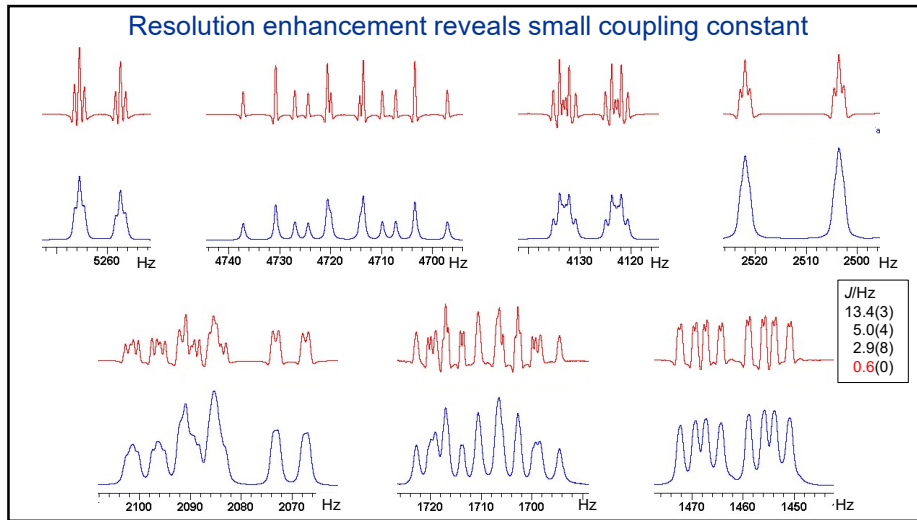 Resolution enhancement reveals small coupling constant
a
5260 Hz
4740 4730 4720 4710 4700 Hz
4130 4120 Hz
2520 2510 2500 Hz
J/Hz
13.4(3)
5.0(4)
2.9(8)
0.6(0)
2100 2090 2080 2070 Hz
1720 1710 1700 Hz
1470 1460 1450 Hz